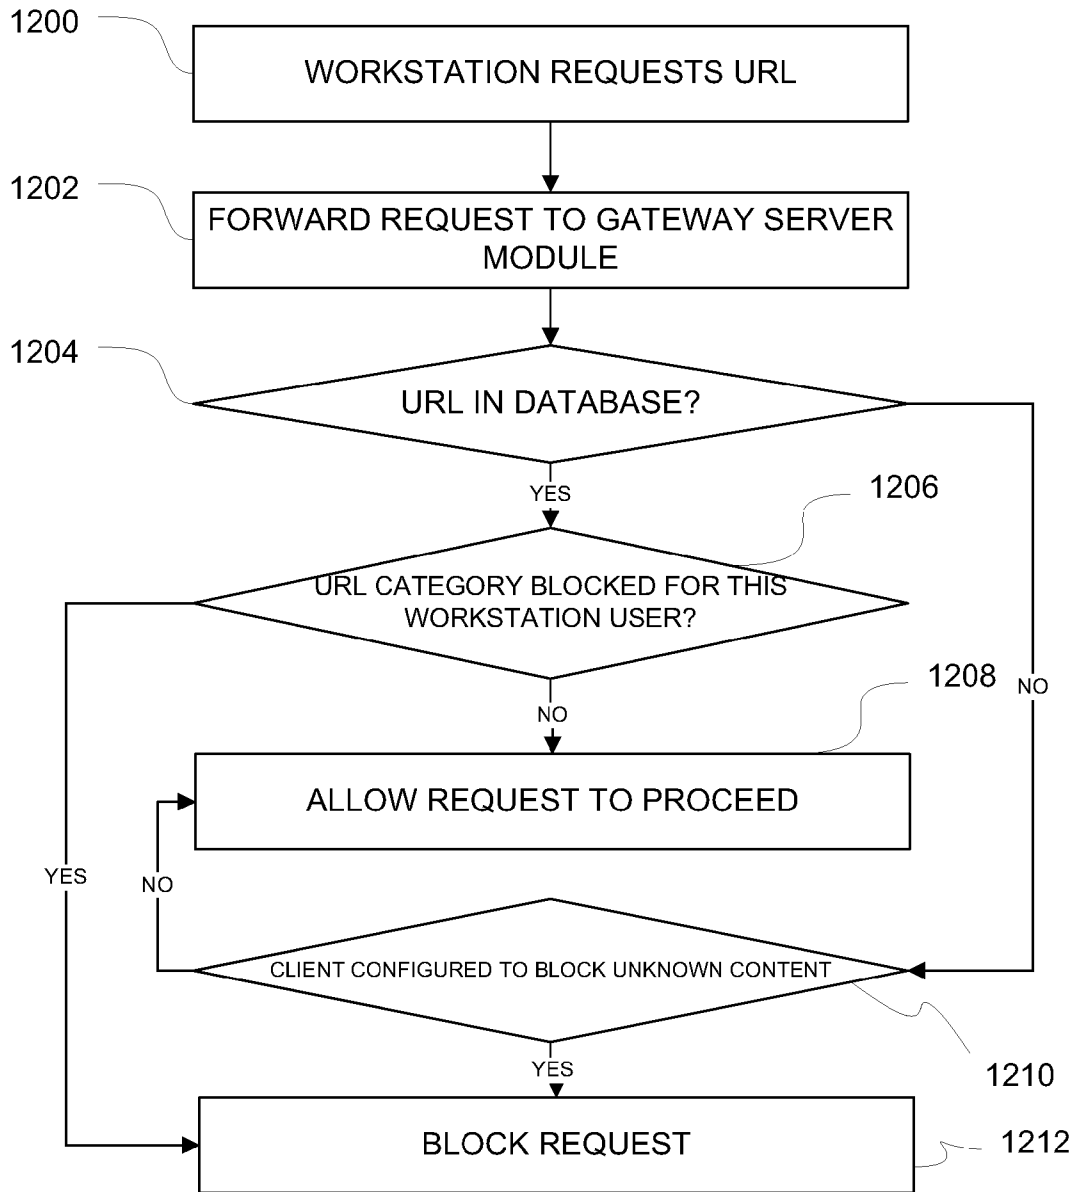 1200
WORKSTATION REQUESTS URL
1202
FORWARD REQUEST TO GATEWAY SERVER
MODULE
1204
URL IN DATABASE?
YES
1206
URL CATEGORY BLOCKED FOR THIS
WORKSTATION USER?
1208
NO
NO
ALLOW REQUEST TO PROCEED
YES
NO
CLIENT CONFIGURED TO BLOCK UNKNOWN CONTENT
YES
1210
BLOCK REQUEST
1212